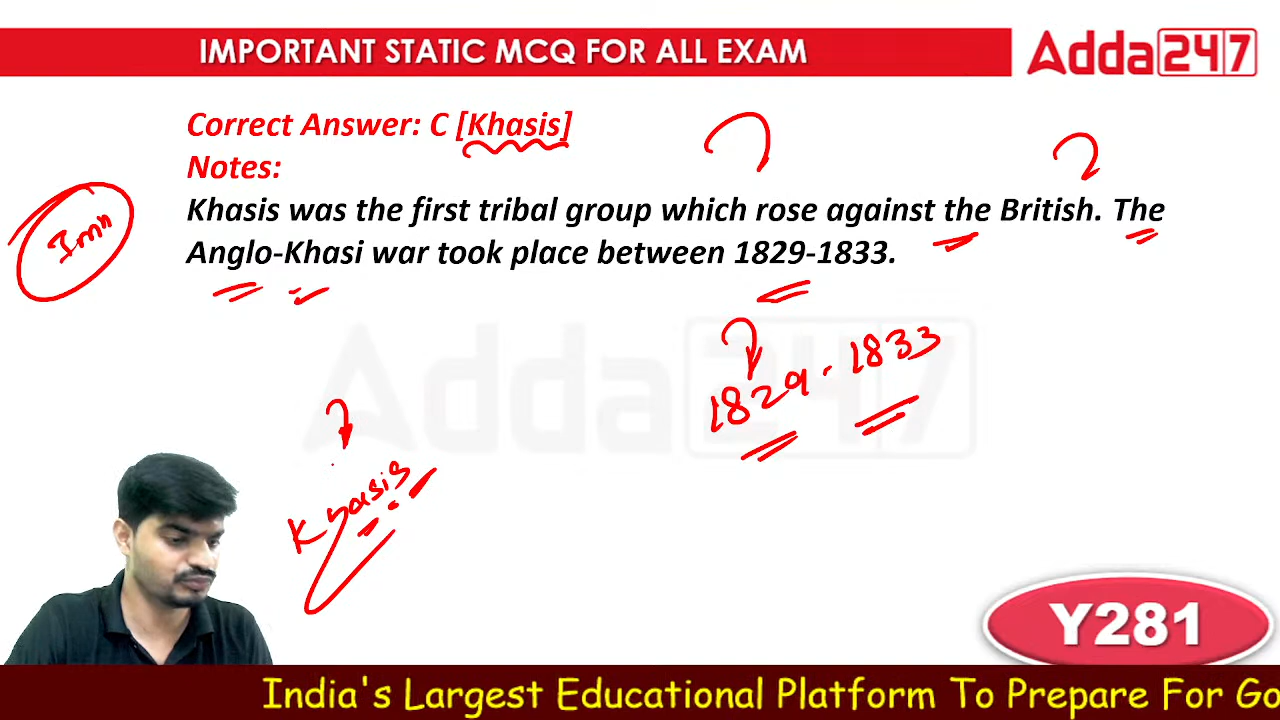 IMPORTANT STATIC MCQ FOR ALL EXAM
Adda247
Correct Answer: C [Khasis]
Notes:
Khasis was the first tribal group which rose against the British. The
Anglo-Khasi war took place between 1829-1833.
Adda247
1829 - 1833
Khasis
Y281
India's Largest Educational Platform To Prepare For Go